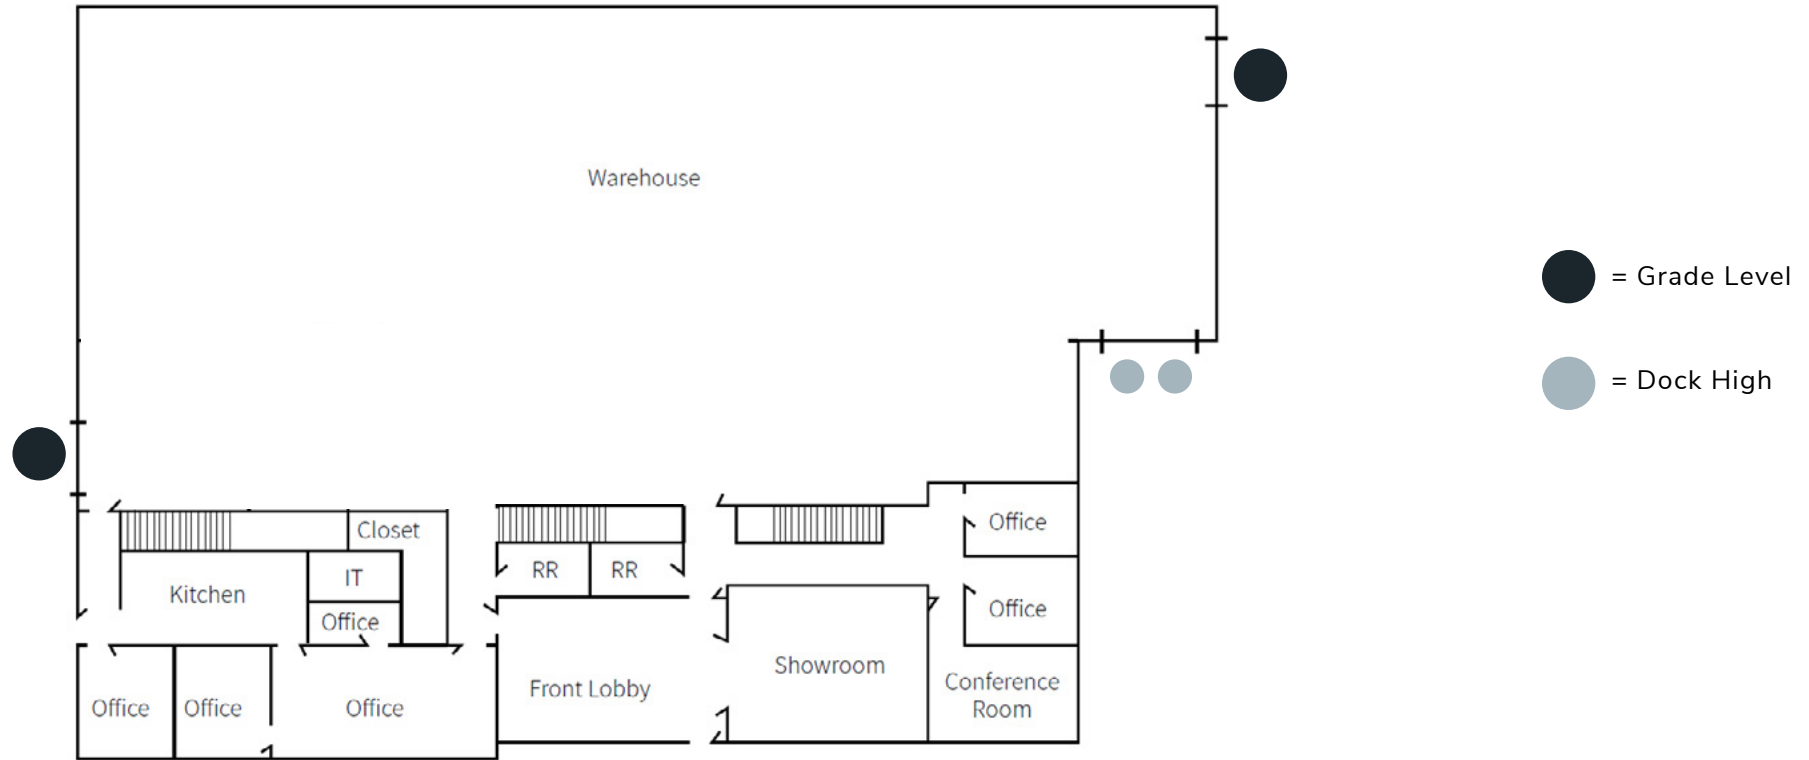 Warehouse
= Grade Level
= Dock High
Closet
Office
IT
RR
RR
Kitchen
Office
Office
Showroom
Conference
Room
Front Lobby
Office
Office
Office